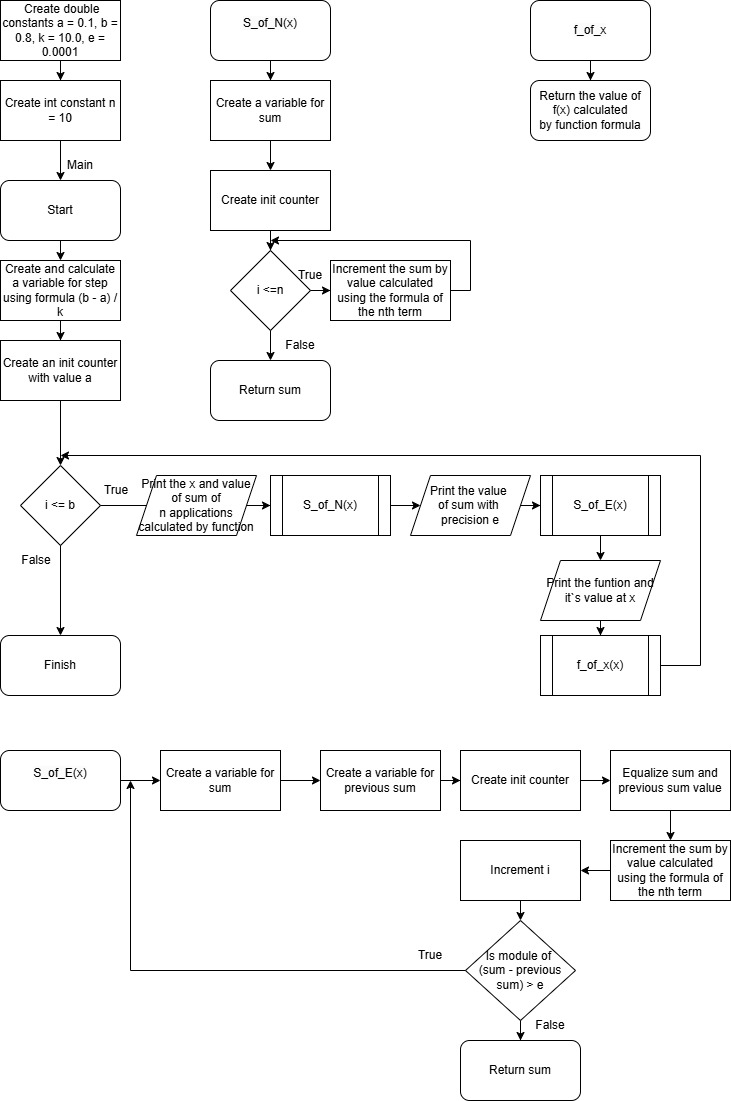 Create double
constants a = 0.1, b =
0.8, k = 10.0, e =
0.0001
Create int constant n
= 10
Main
Start
Create and calculate
a variable for step
using formula (b - a) /
k
Create an init counter
with value a
S_of_N(x)
Create a variable for
sum
Create init counter
i <=n
True
Increment the sum by
value calculated
using the formula of
the nth term
False
Return sum
f_of_x
Return the value of
f(x) calculated
by function formula
i <= b
True
Print the x and value
of sum of
n applications
calculated by function
S_of_N(x)
Print the value
of sum with
precision e
S_of_E(x)
False
Print the funtion and
it`s value at x
Finish
f_of_x(x)
S_of_E(x)
Create a variable for
sum
Create a variable for
previous sum
Create init counter
Equalize sum and
previous sum value
Increment the sum by
value calculated
using the formula of
the nth term
Increment i
True
Is module of
(sum - previous
sum) > e
False
Return sum